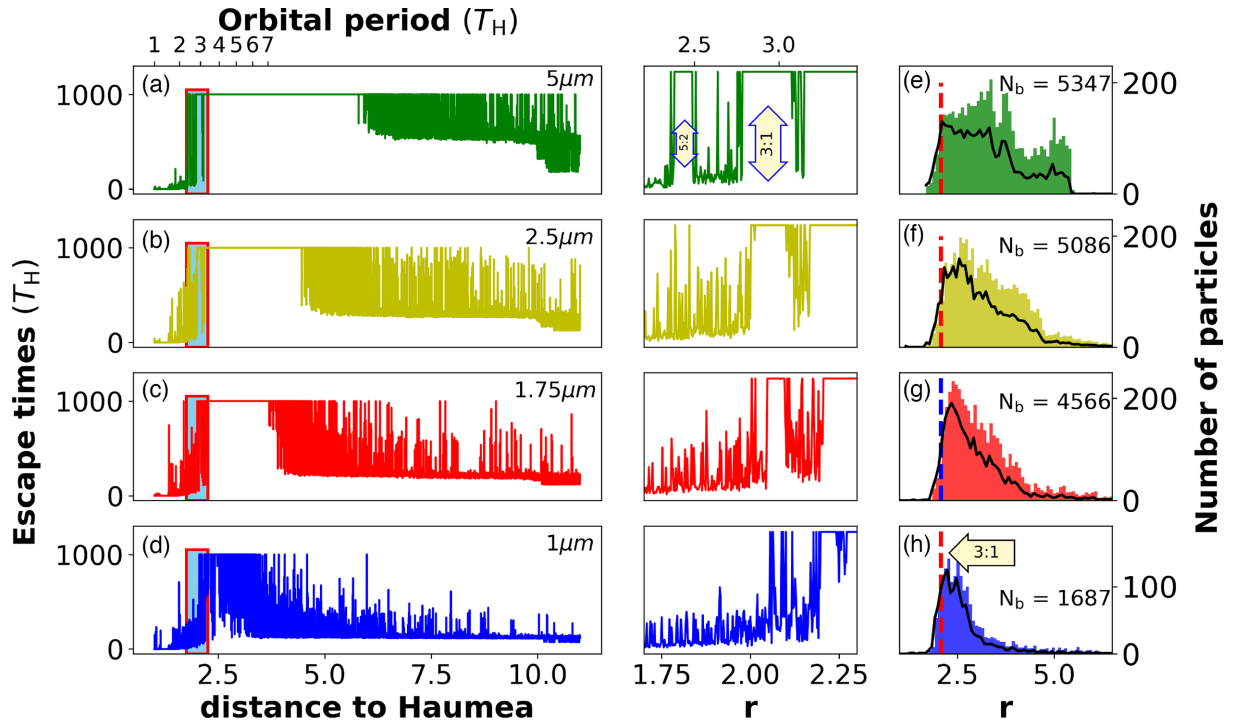 Orbital period (T_H)
1 2 3 4 5 6 7
2.5 3.0
(a) 5μm
1000
0
5:2
3:1
(e) N_b = 5347
200
0
(b) 2.5μm
1000
0
(f) N_b = 5086
200
0
(c) 1.75μm
1000
0
(g) N_b = 4566
200
0
(d) 1μm
1000
0
(h) 3:1
N_b = 1687
100
0
Escape times (T_H)
Number of particles
2.5 5.0 7.5 10.0
1.75 2.00 2.25
2.5 5.0
distance to Haumea
r
r